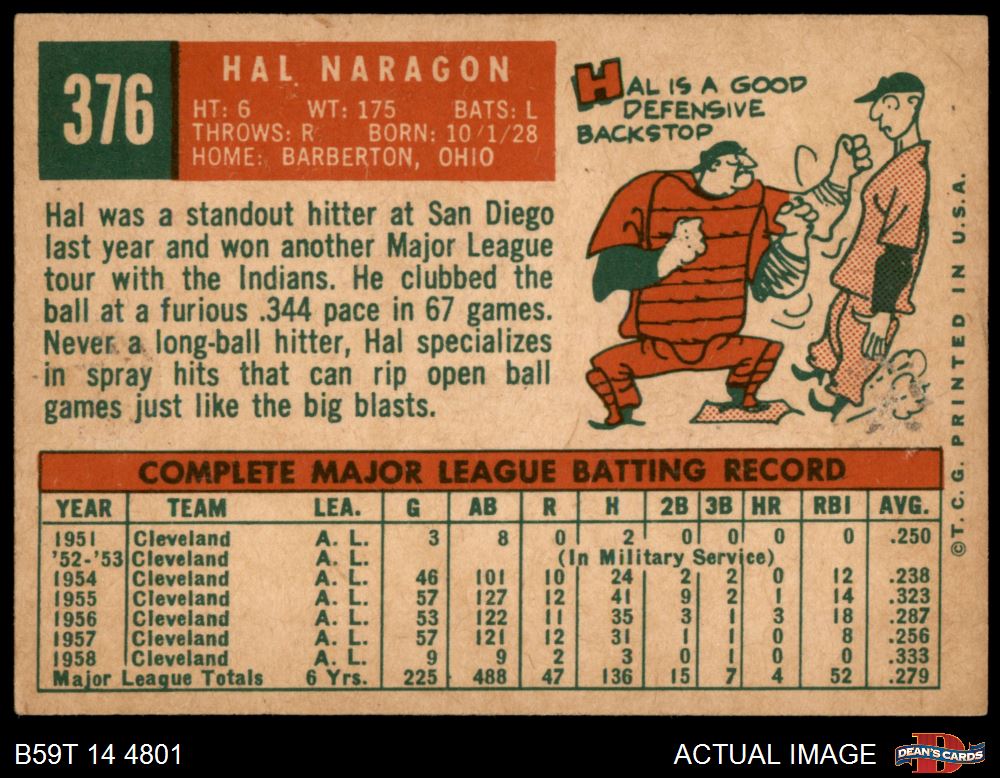 376
HAL NARAGON
HT: 6 WT: 175 BATS: L
THROWS: R BORN: 10/1/28
HOME: BARBERTON, OHIO
HAL IS A GOOD
DEFENSIVE
BACKSTOP
Hal was a standout hitter at San Diego
last year and won another Major League
tour with the Indians. He clubbed the
ball at a furious .344 pace in 67 games.
Never a long-ball hitter, Hal specializes
in spray hits that can rip open ball
games just like the big blasts.
COMPLETE MAJOR LEAGUE BATTING RECORD
YEAR TEAM LEA. G AB R H 2B 3B HR RBI AVG.
1951 Cleveland A. L. 3 8 0 2 0 0 0 0 .250
'52-'53 Cleveland A. L. (In Military Service)
1954 Cleveland A. L. 46 101 10 24 2 2 0 12 .238
1955 Cleveland A. L. 57 127 12 41 9 2 1 14 .323
1956 Cleveland A. L. 53 122 11 35 3 1 3 18 .287
1957 Cleveland A. L. 57 121 12 31 1 1 0 8 .256
1958 Cleveland A. L. 9 9 2 3 0 1 0 0 .333
Major League Totals 6 Yrs. 225 488 47 136 15 7 4 52 .279
© T. C. G. PRINTED IN U.S.A.
B59T 14 4801
ACTUAL IMAGE
DEAN'S CARDS